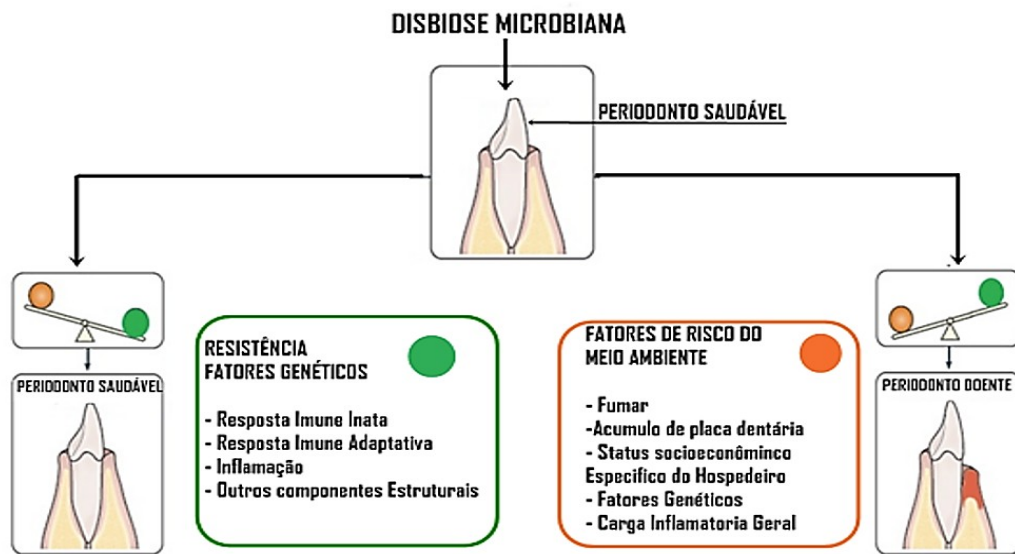 DISBIOSE MICROBIANA
PERIODONTO SAUDÁVEL
PERIODONTO SAUDÁVEL
RESISTÊNCIA
FATORES GENÉTICOS
- Resposta Imune Inata
- Resposta Imune Adaptativa
- Inflamação
- Outros componentes Estruturais
FATORES DE RISCO DO
MEIO AMBIENTE
- Fumar
-Acumulo de placa dentária
- Status socioeconôminco
Especifico do Hospedeiro
- Fatores Genéticos
- Carga Inflamatoria Geral
PERIODONTO DOENTE